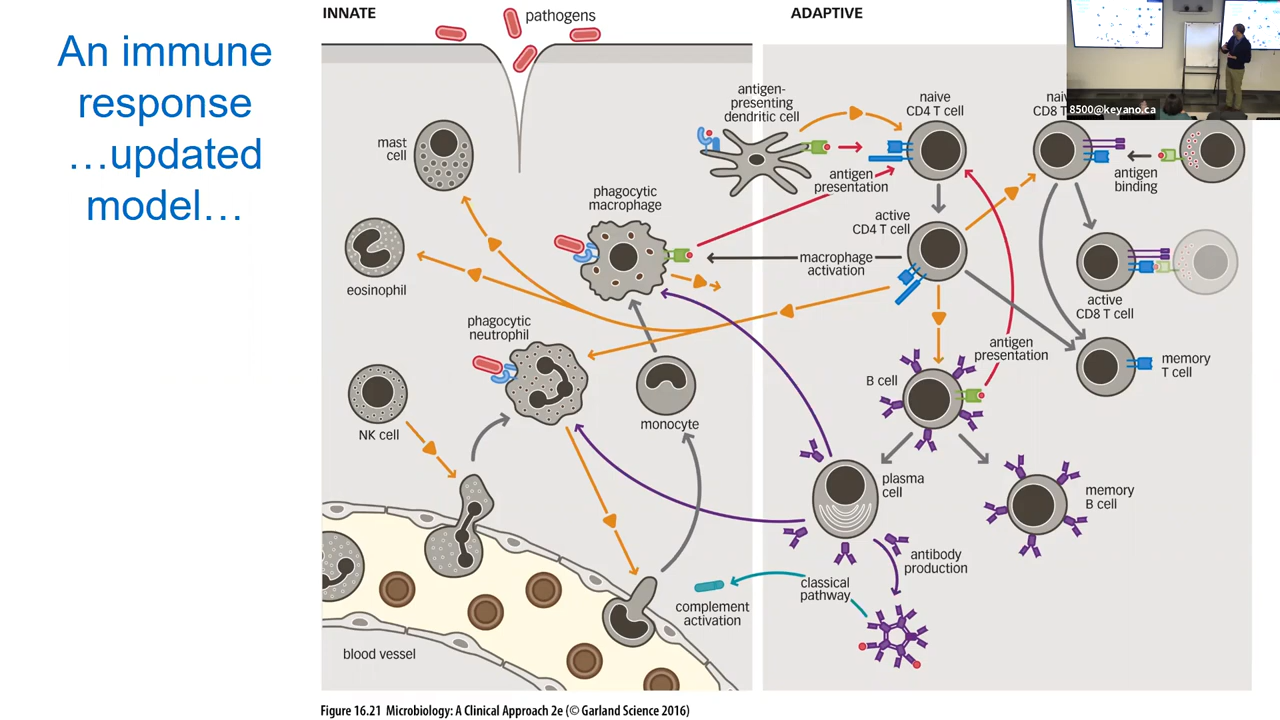 An immune
response
…updated
model…
INNATE
ADAPTIVE
pathogens
mast
cell
eosinophil
phagocytic
macrophage
phagocytic
neutrophil
NK cell
monocyte
blood vessel
antigen-
presenting
dendritic cell
naive
CD4 T cell
antigen
presentation
active
CD4 T cell
macrophage
activation
CD8 T
8500@keyano.ca
antigen
binding
active
CD8 T cell
antigen
presentation
memory
T cell
B cell
plasma
cell
memory
B cell
antibody
production
classical
pathway
complement
activation
Figure 16.21 Microbiology: A Clinical Approach 2e (© Garland Science 2016)